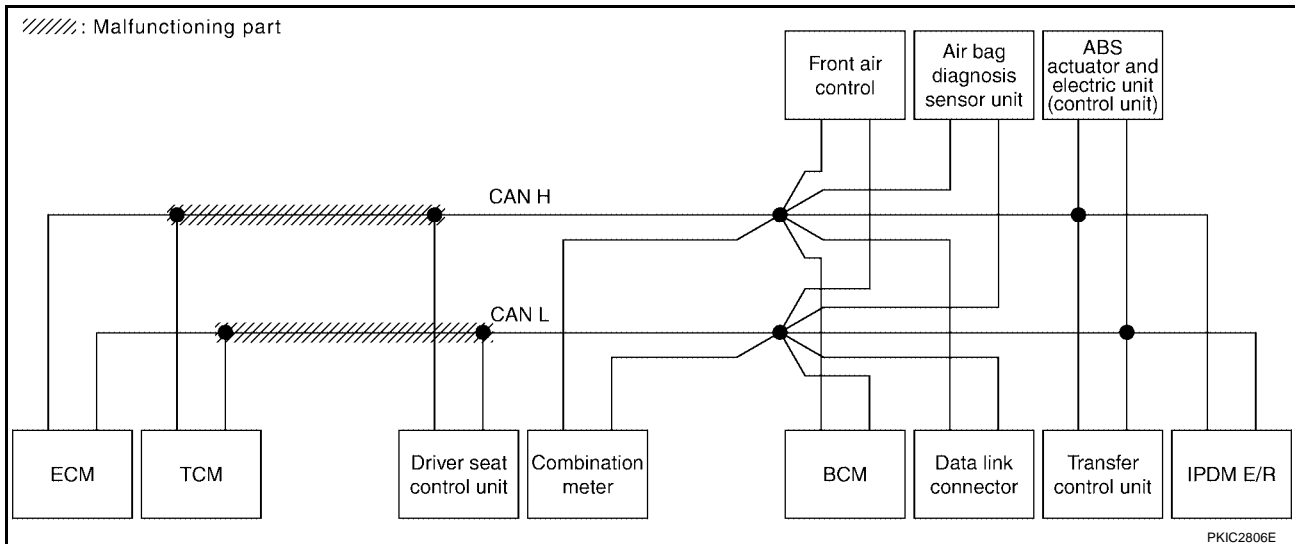 : Malfunctioning part
Front air
control
Air bag
diagnosis
sensor unit
ABS
actuator and
electric unit
(control unit)
CAN H
CAN L
ECM
TCM
Driver seat
control unit
Combination
meter
BCM
Data link
connector
Transfer
control unit
IPDM E/R
PKIC2806E